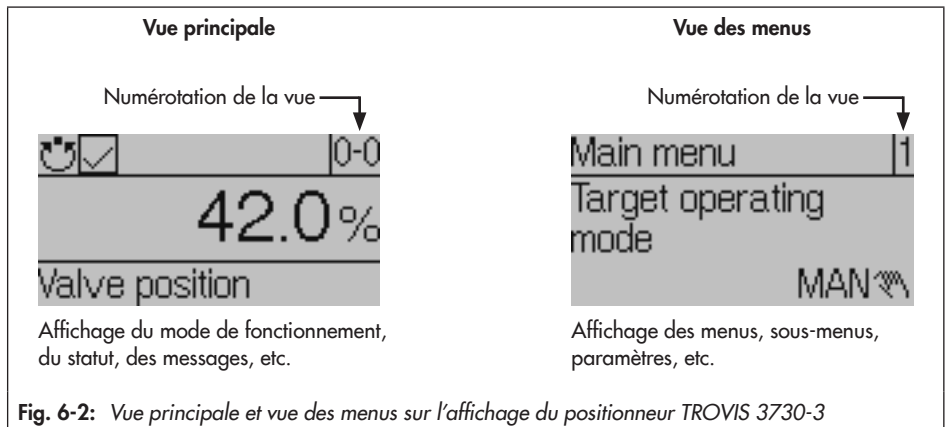 Vue principale
Numérotation de la vue
0-0
42.0%
Valve position
Affichage du mode de fonctionnement,
du statut, des messages, etc.
Vue des menus
Numérotation de la vue
Main menu 1
Target operating
mode
MAN
Affichage des menus, sous-menus,
paramètres, etc.
Fig. 6-2: Vue principale et vue des menus sur l'affichage du positionneur TROVIS 3730-3